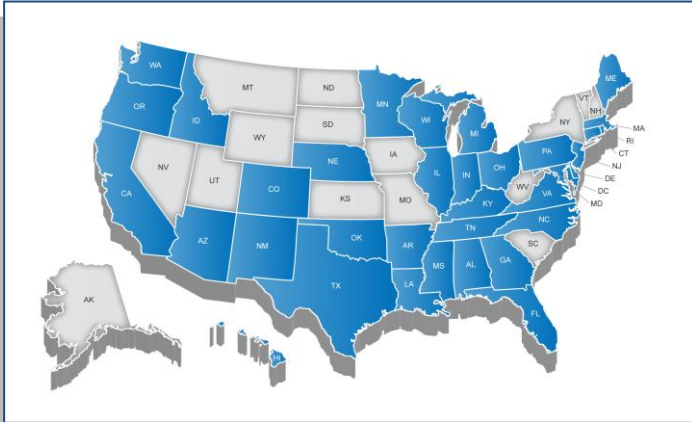 WA
MT
ND
MN
ME
VT
NH
OR
ID
SD
WI
MI
NY
MA
RI
WY
CT
IA
PA
NJ
NV
NE
IL
IN
OH
DE
UT
CO
WV
VA
DC
CA
KS
MO
KY
MD
NC
TN
AZ
NM
OK
AR
SC
MS
AL
GA
TX
LA
AK
FL
HI